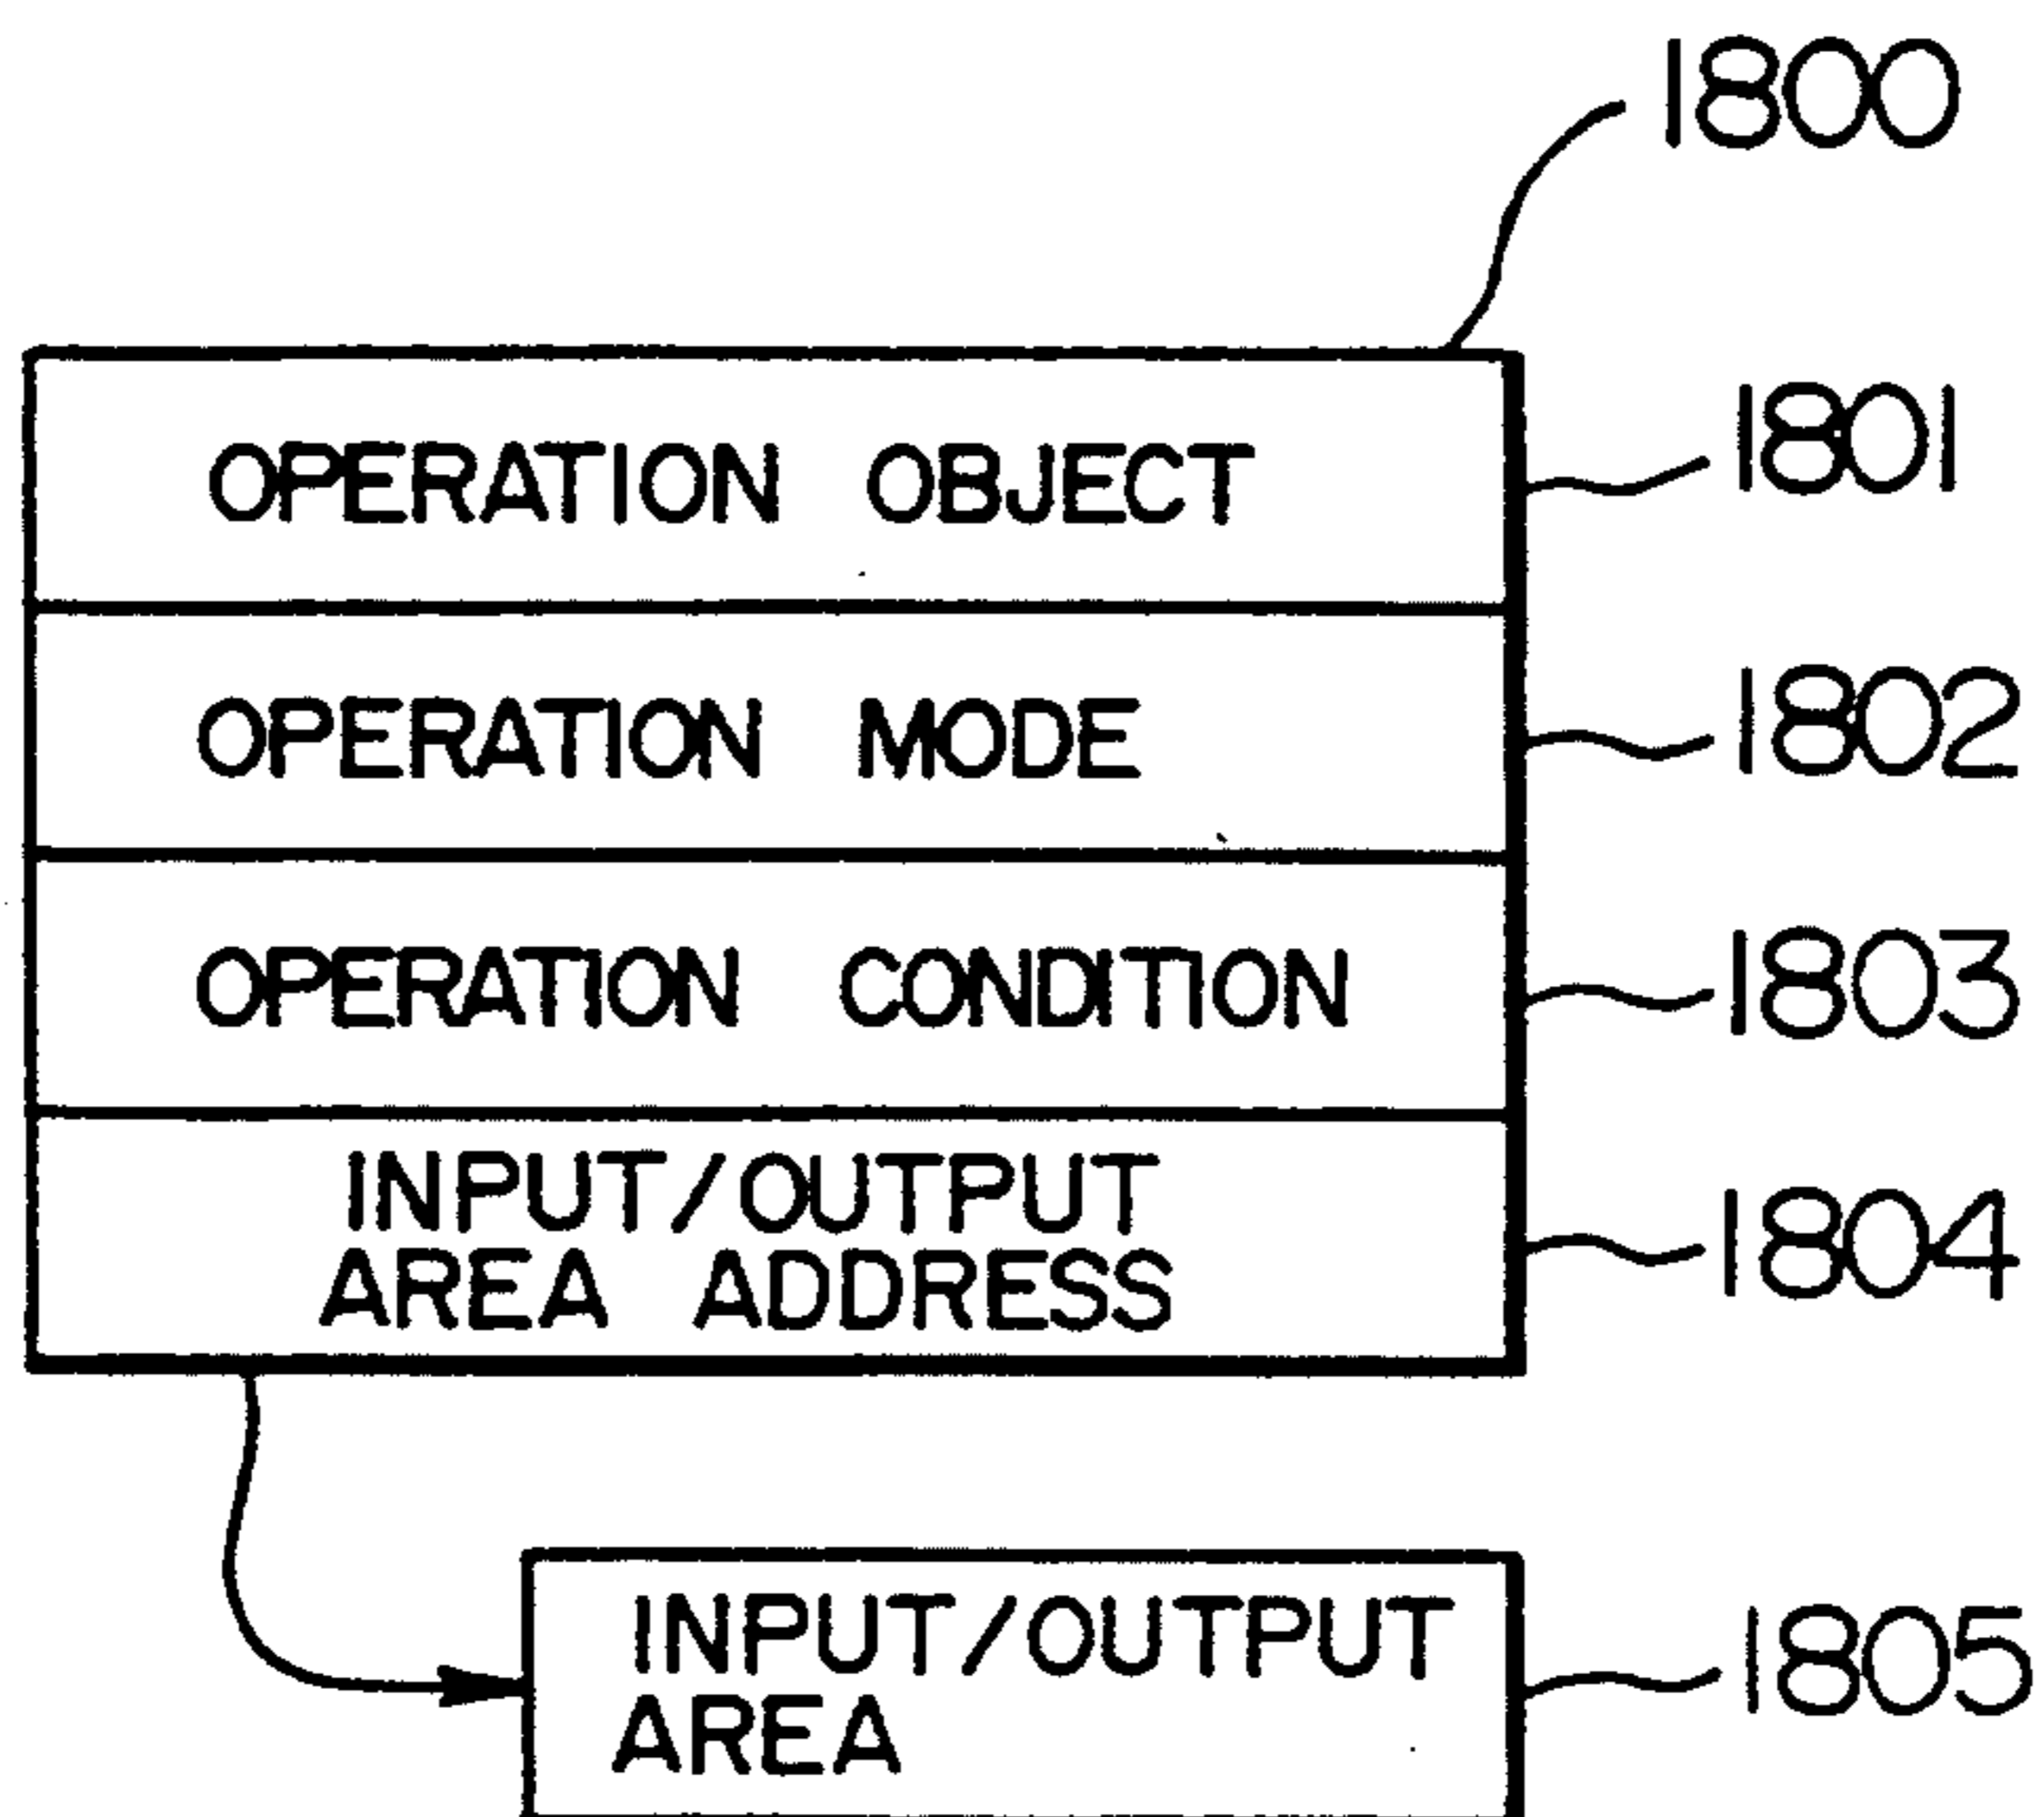 1800
OPERATION OBJECT 1801
OPERATION MODE 1802
OPERATION CONDITION 1803
INPUT/OUTPUT
AREA ADDRESS 1804
INPUT/OUTPUT
AREA 1805